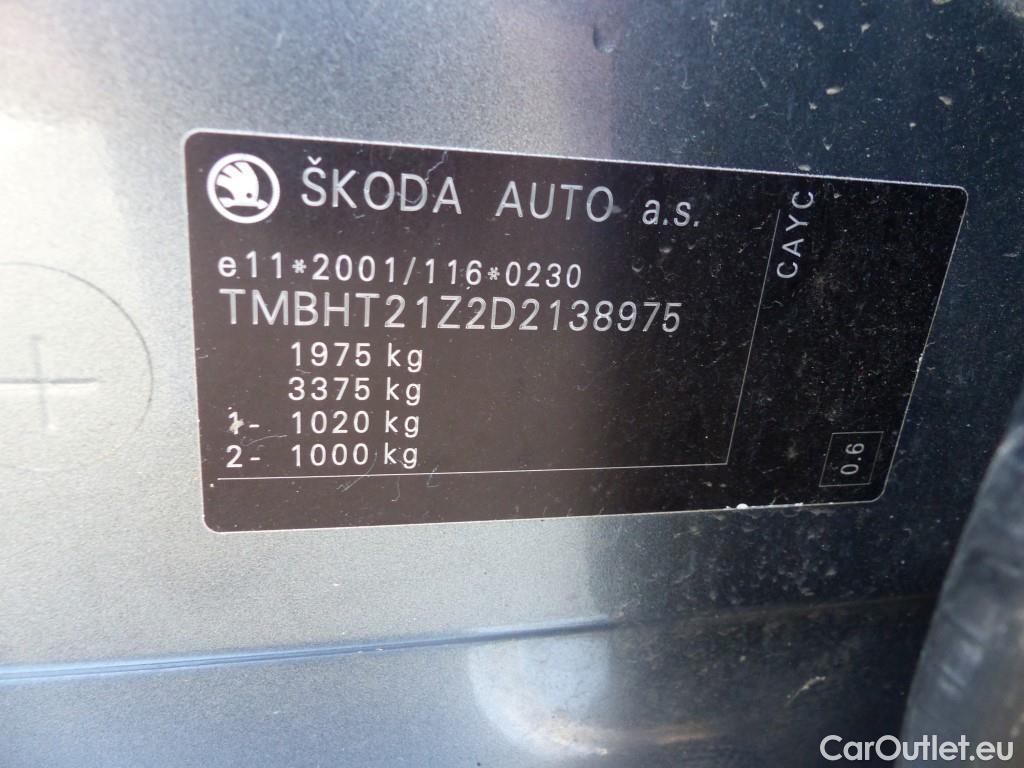 ŠKODA AUTO a.s.
e11*2001/116*0230
TMBHT21Z2D2138975
1975 kg
3375 kg
1- 1020 kg
2- 1000 kg
CAYC
0.6
CarOutlet.eu